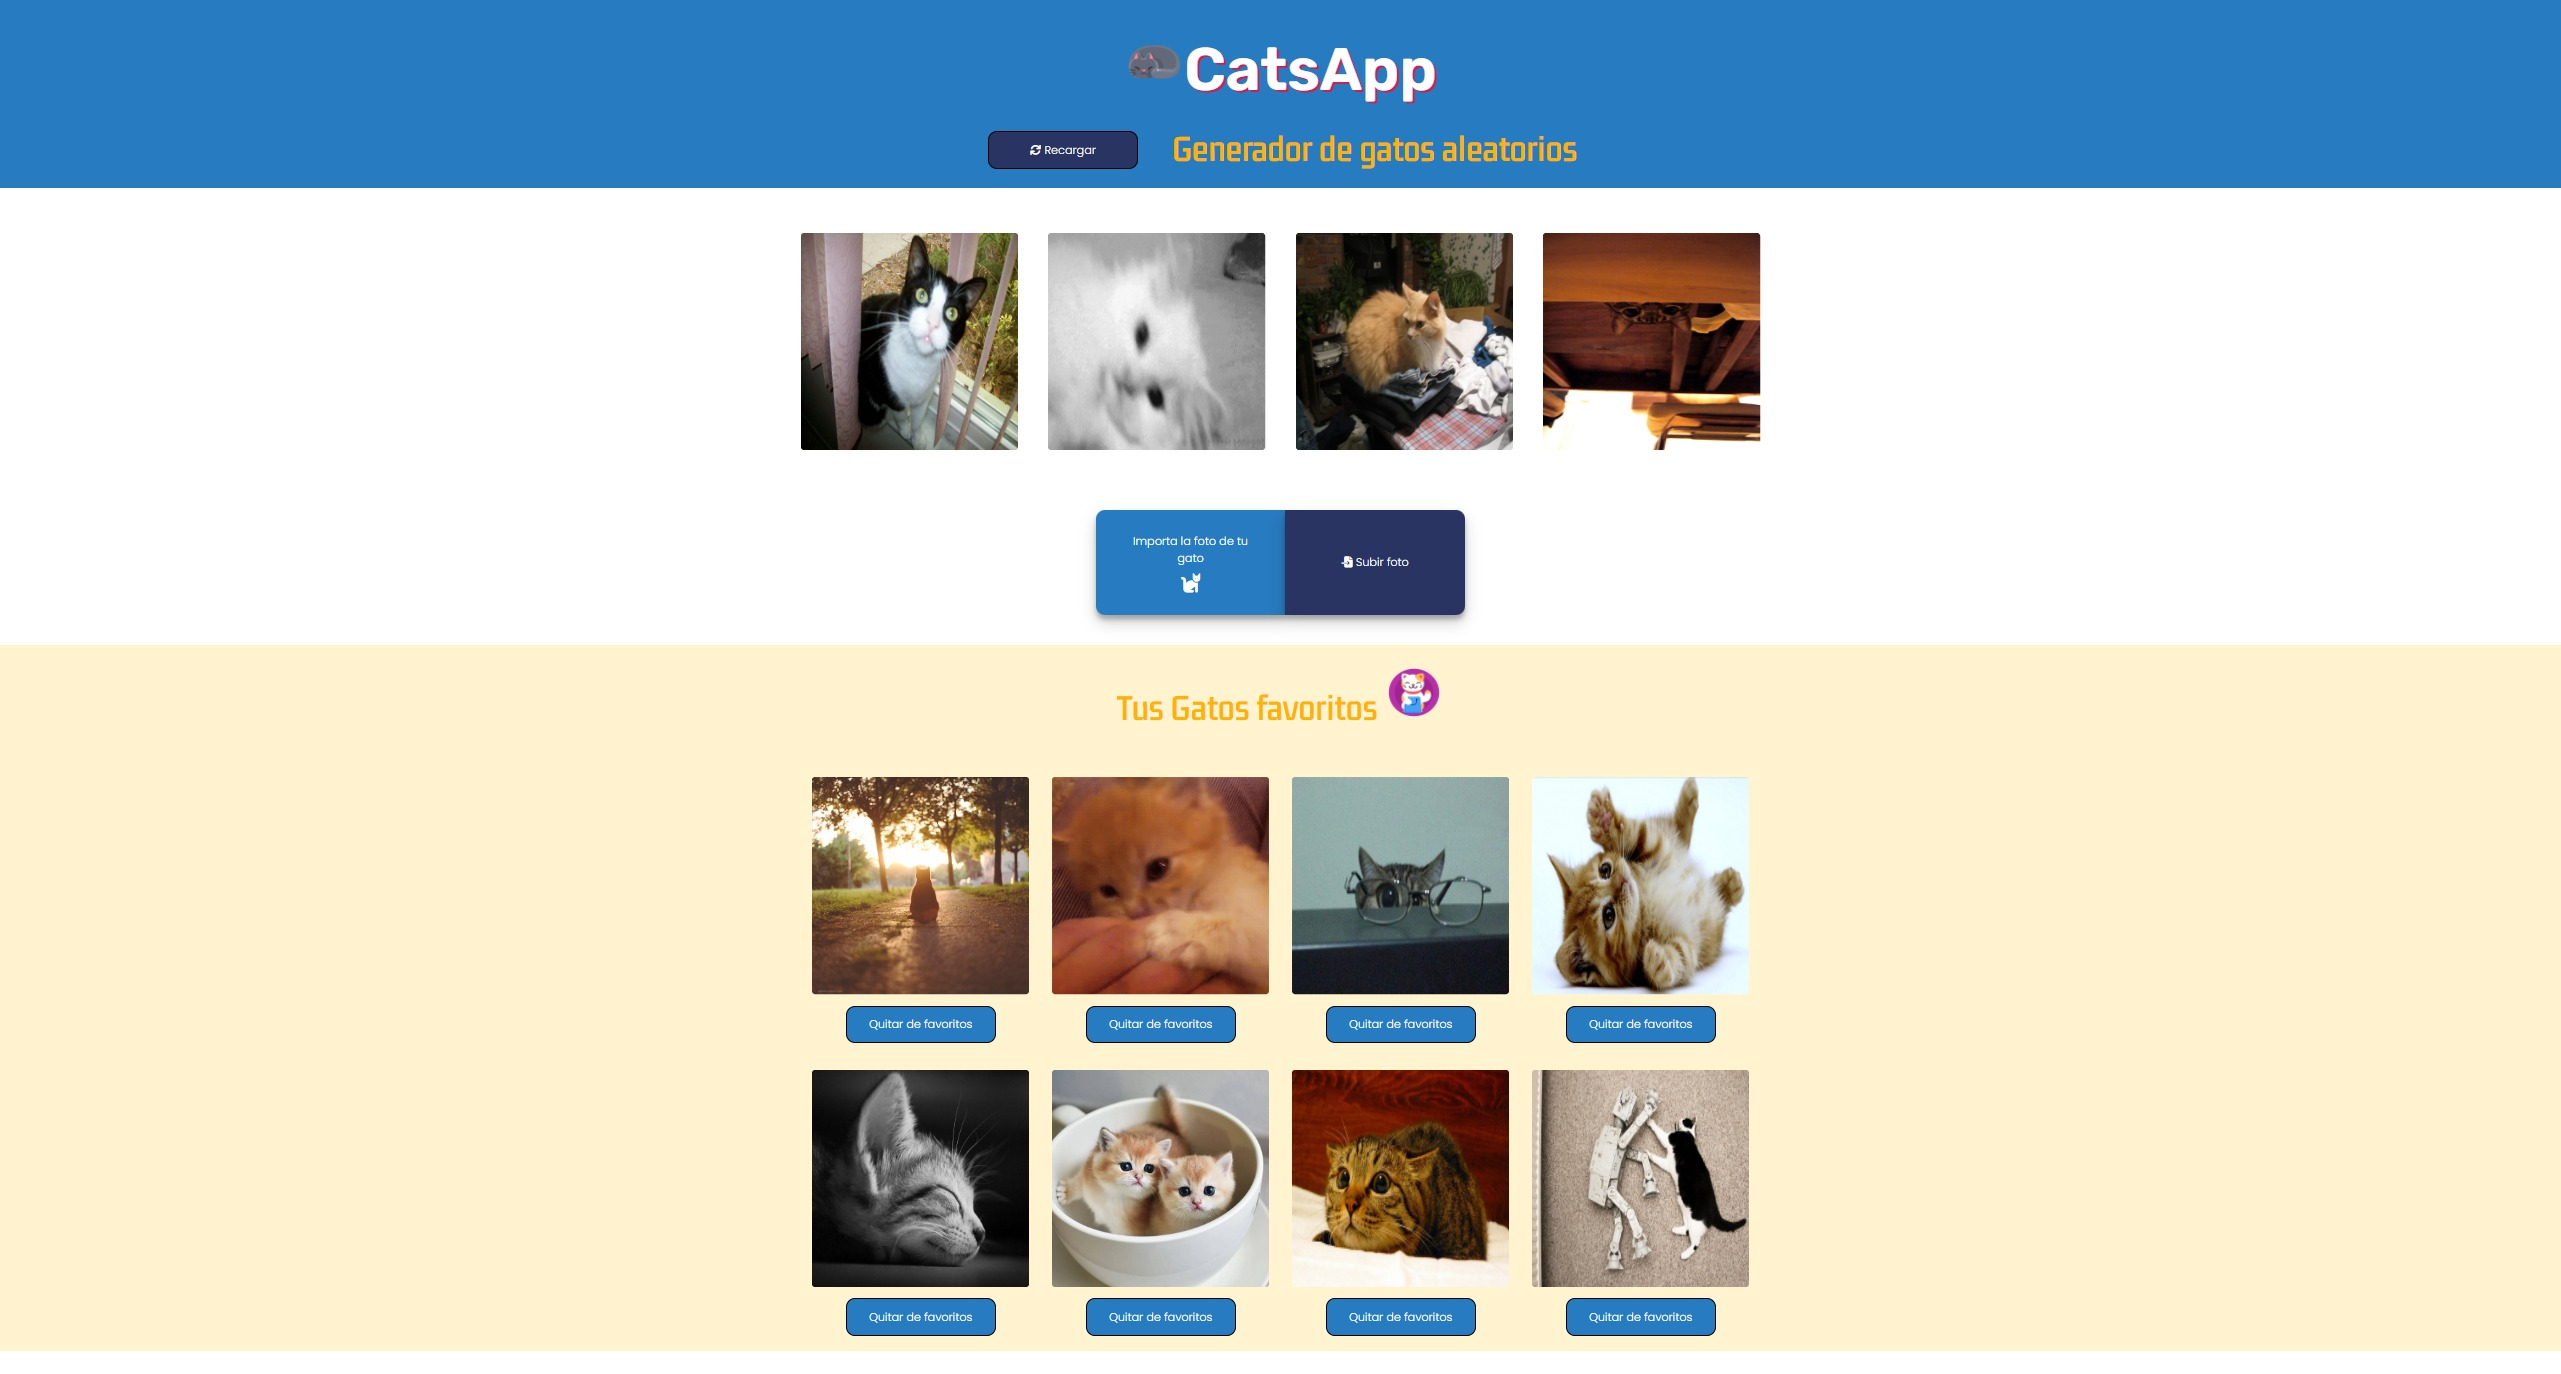 CatsApp
Recargar
Generador de gatos aleatorios
Importa la foto de tu
gato
Subir foto
Tus Gatos favoritos
Quitar de favoritos
Quitar de favoritos
Quitar de favoritos
Quitar de favoritos
Quitar de favoritos
Quitar de favoritos
Quitar de favoritos
Quitar de favoritos